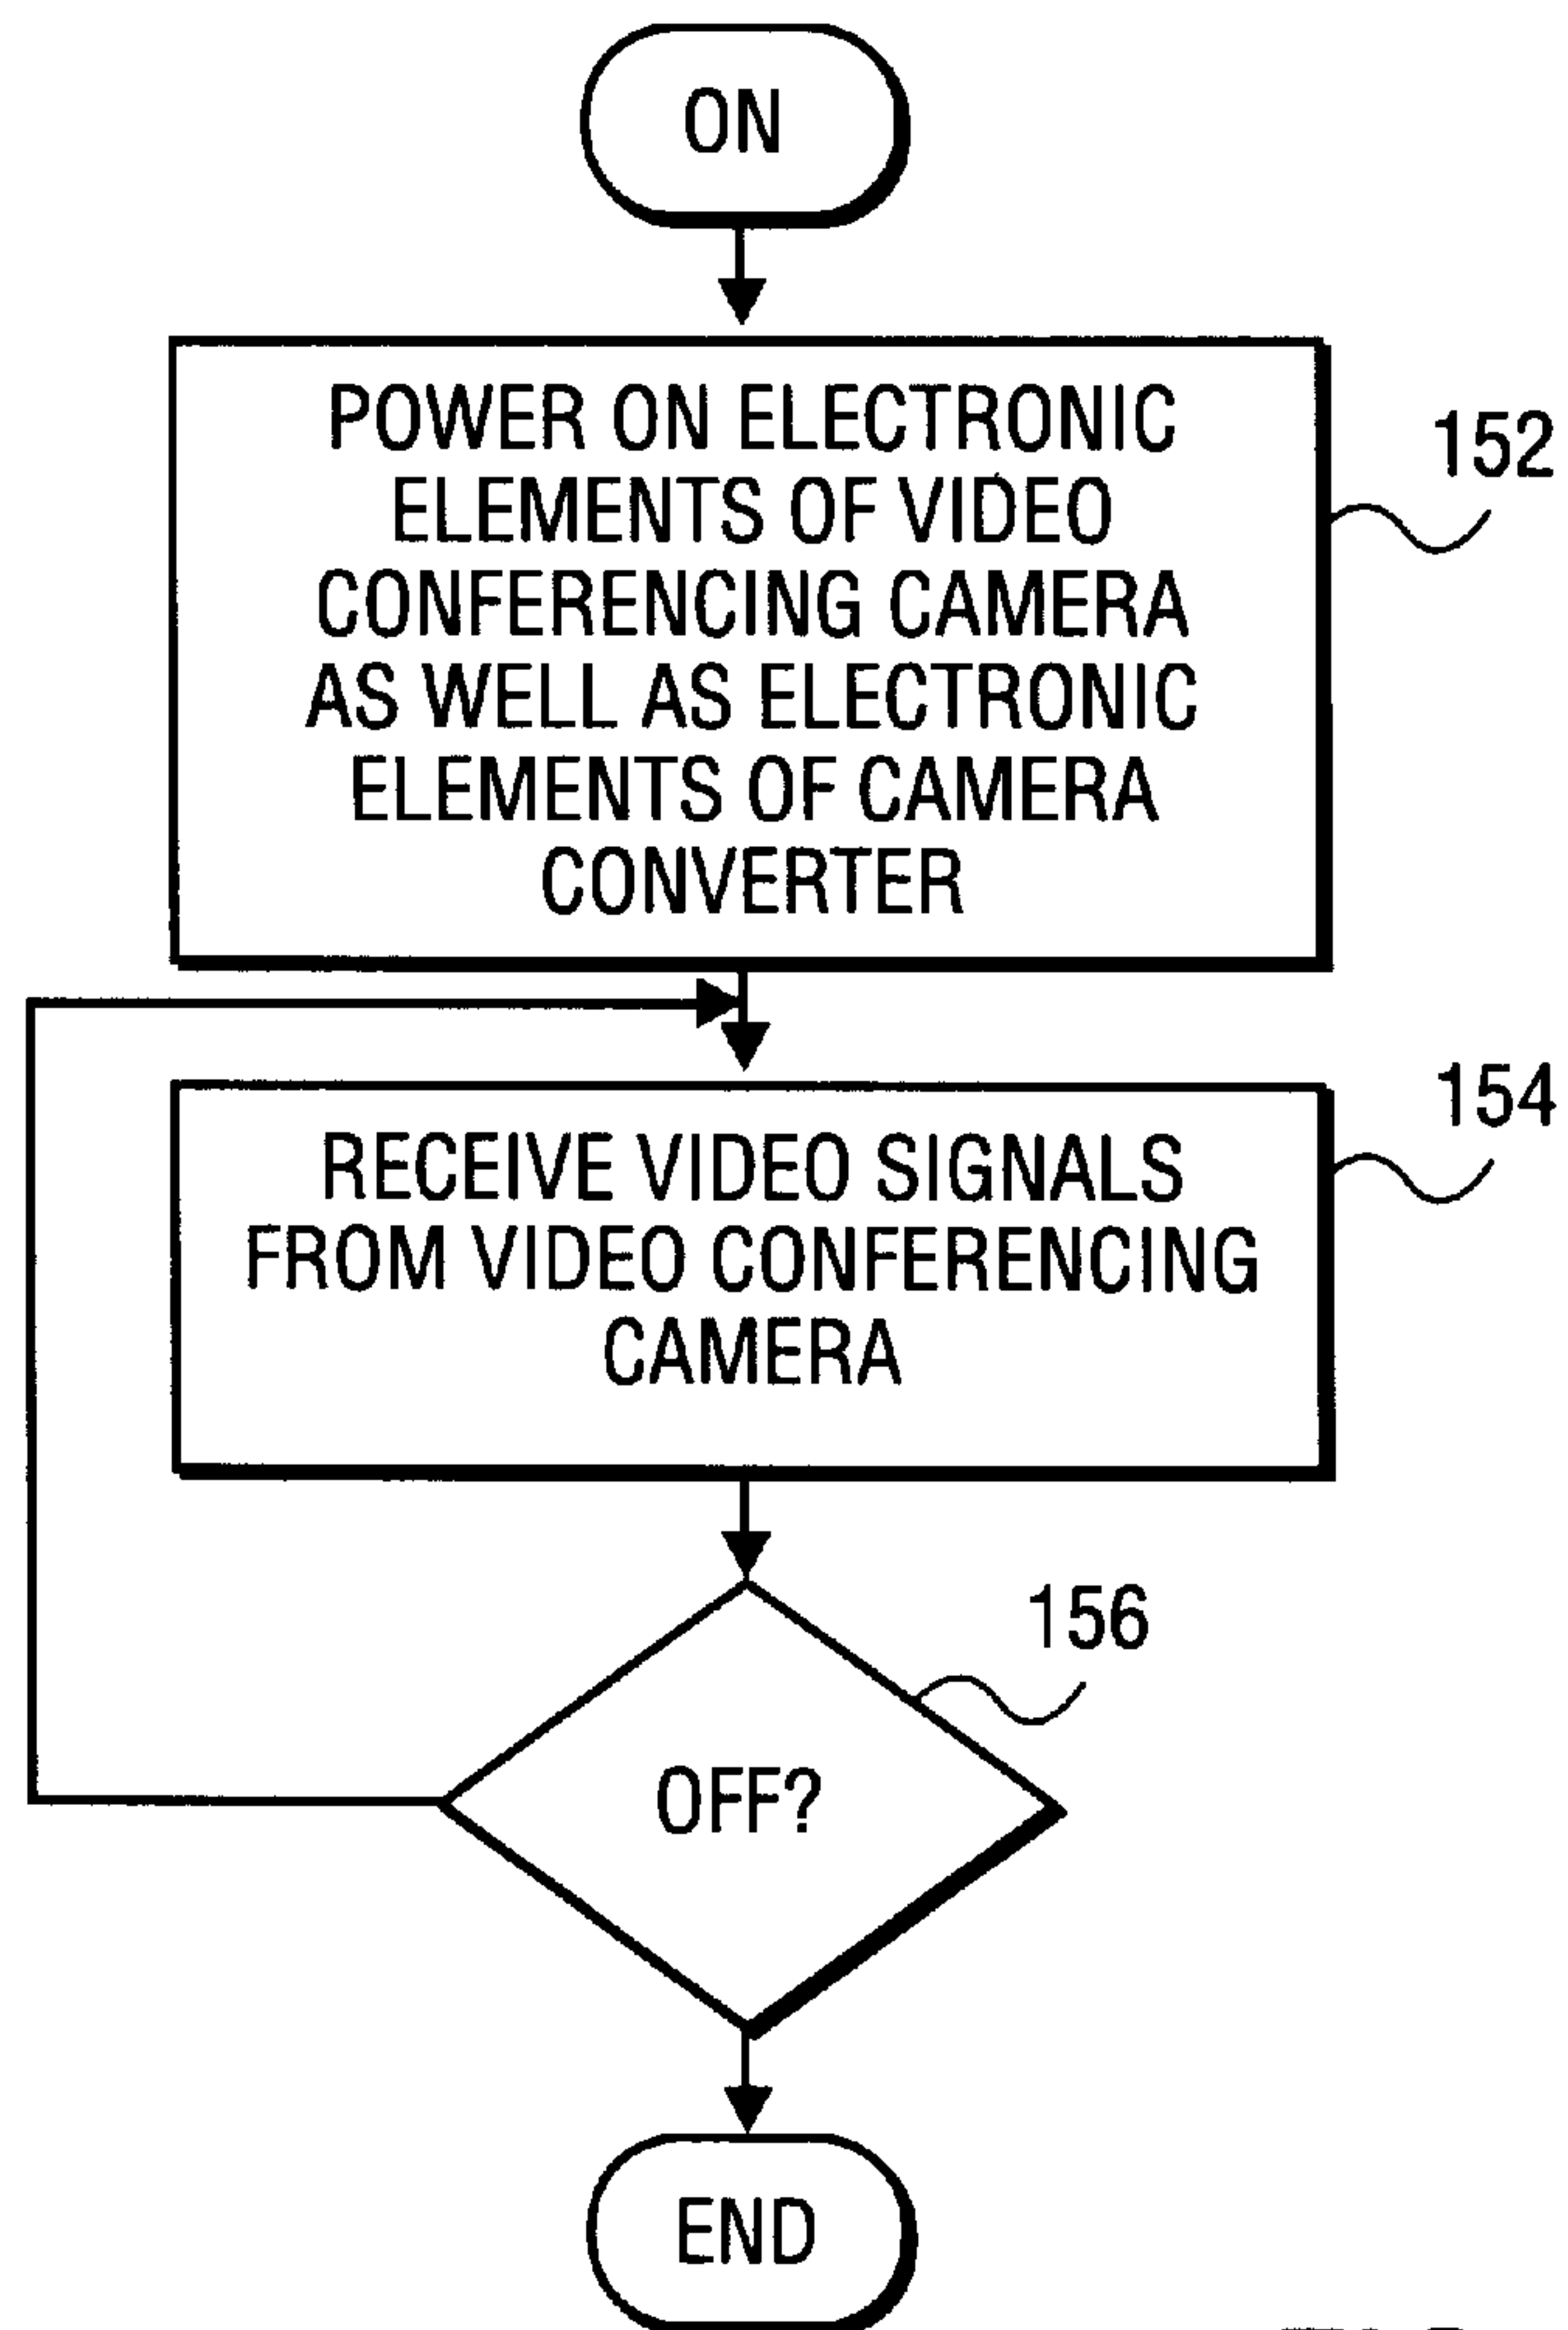 ON
POWER ON ELECTRONIC
ELEMENTS OF VIDEO
CONFERENCING CAMERA
AS WELL AS ELECTRONIC
ELEMENTS OF CAMERA
CONVERTER
152
RECEIVE VIDEO SIGNALS
FROM VIDEO CONFERENCING
CAMERA
154
156
OFF?
END